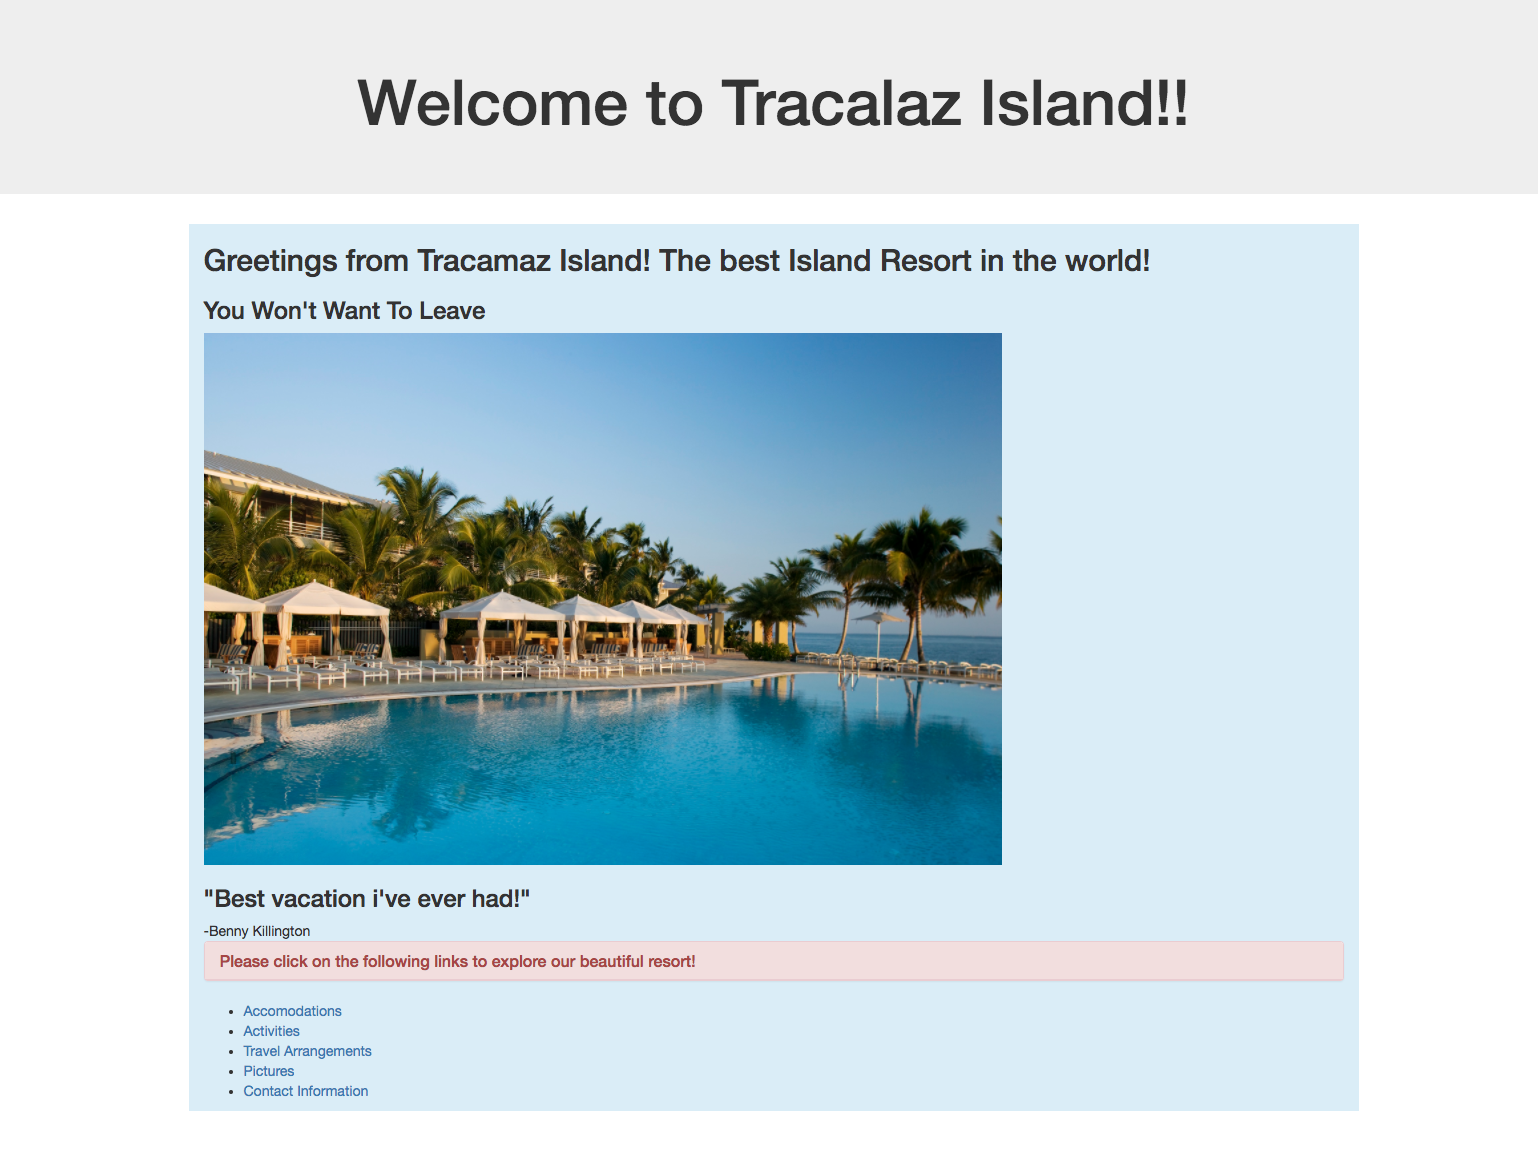 Welcome to Tracalaz Island!!
Greetings from Tracamaz Island! The best Island Resort in the world!
You Won't Want To Leave
"Best vacation i've ever had!"
-Benny Killington
Please click on the following links to explore our beautiful resort!
Accomodations
Activities
Travel Arrangements
Pictures
Contact Information